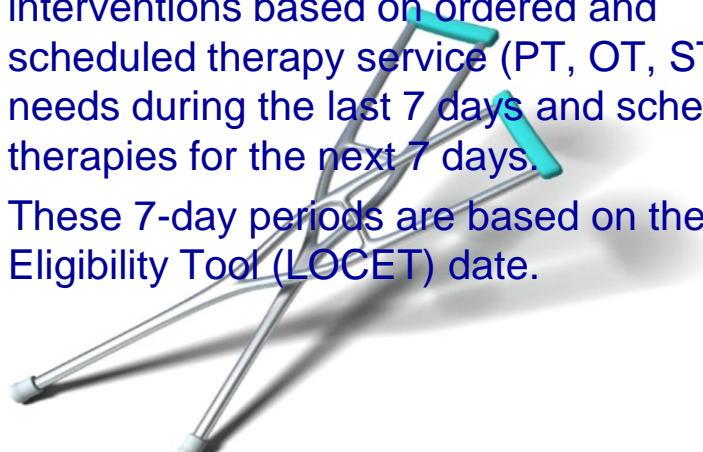 interventions based on ordered and
scheduled therapy service (PT, OT, ST
needs during the last 7 days and sche
therapies for the next 7 days.
These 7-day periods are based on the
Eligibility Tool (LOCET) date.